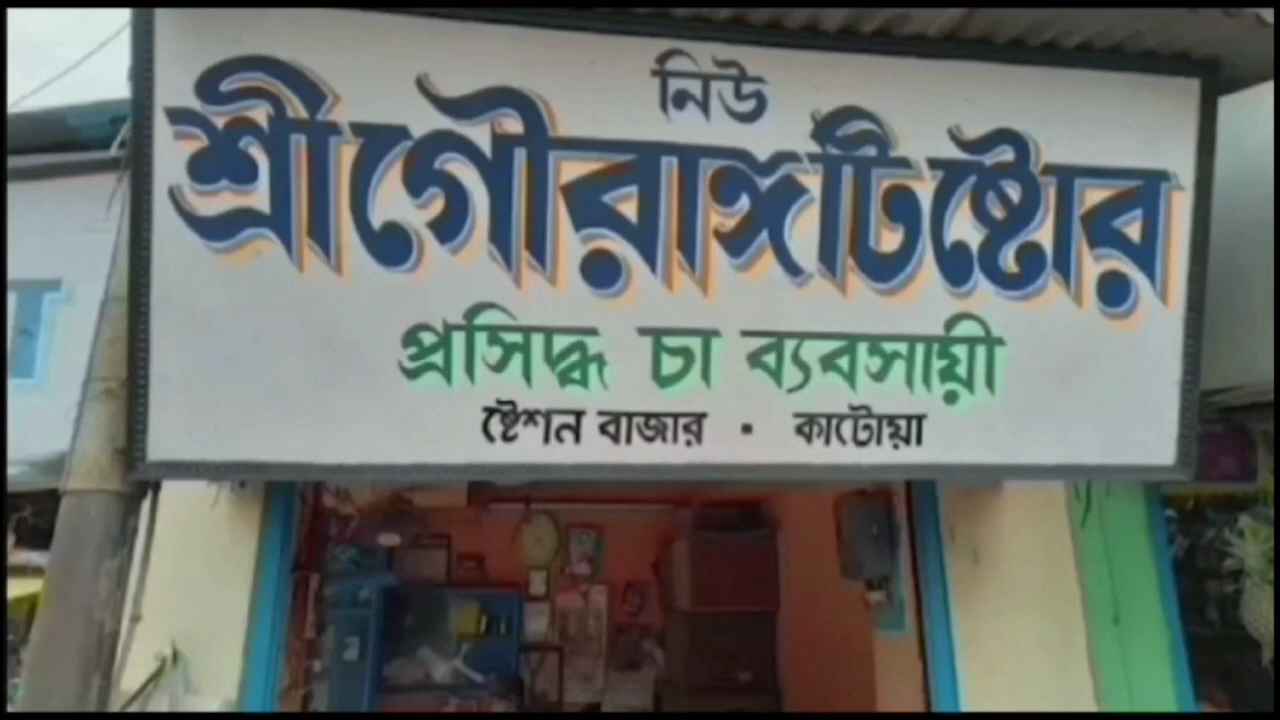 নিউ
শ্রীগৌরাঙ্গ টি ষ্টোর
প্রসিদ্ধ চা ব্যবসায়ী
ষ্টেশন বাজার · কাটোয়া